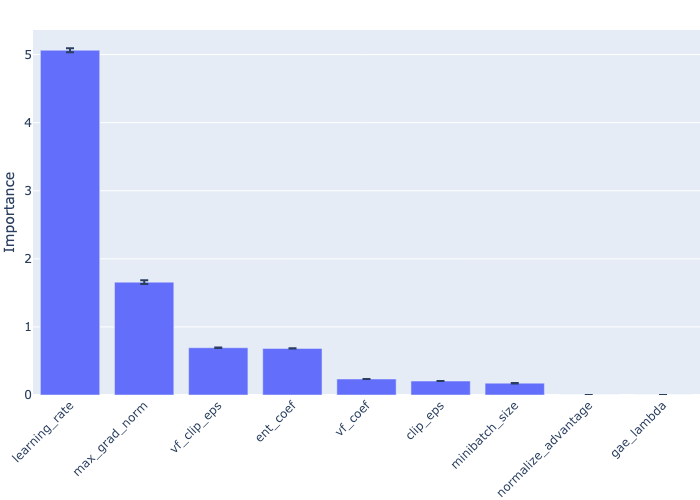 Importance
5
4
3
2
1
0
learning_rate
max_grad_norm
vf_clip_eps
ent_coef
vf_coef
clip_eps
minibatch_size
normalize_advantage
gae_lambda